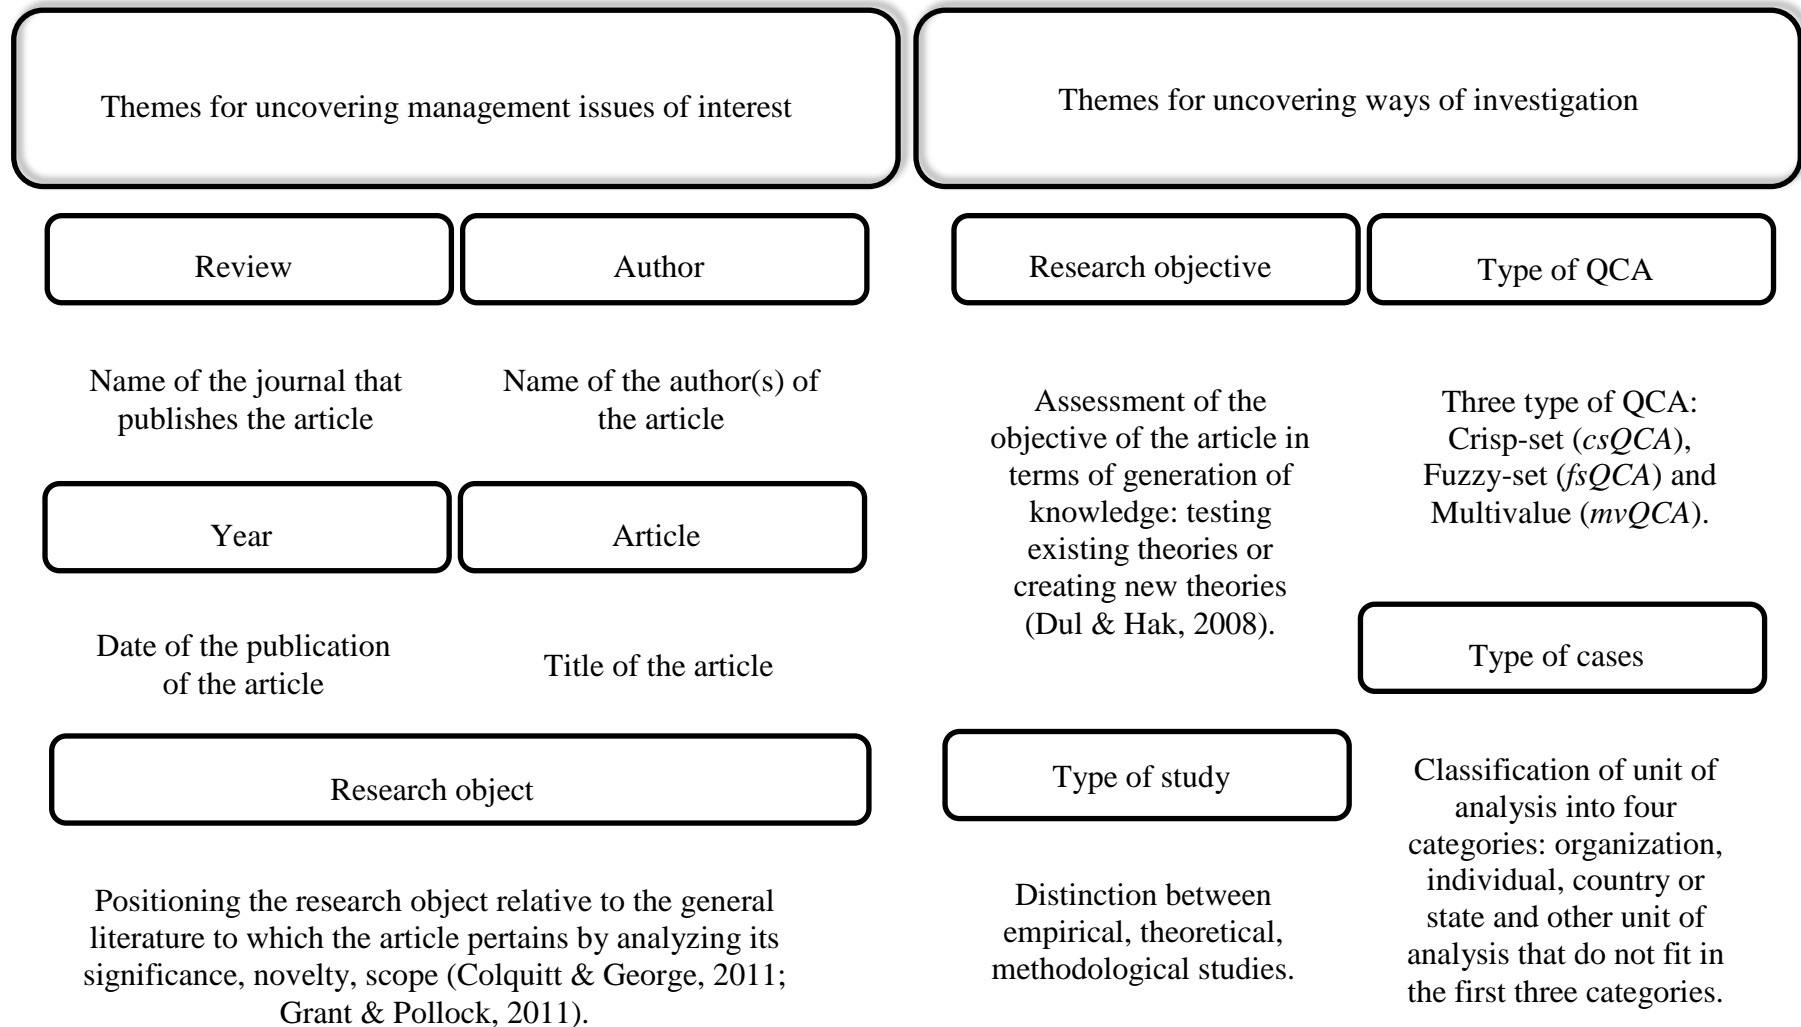 Themes for uncovering management issues of interest
Themes for uncovering ways of investigation
Review
Author
Name of the journal that
publishes the article
Name of the author(s) of
the article
Year
Article
Date of the publication
of the article
Title of the article
Research object
Positioning the research object relative to the general
literature to which the article pertains by analyzing its
significance, novelty, scope (Colquitt & George, 2011;
Grant & Pollock, 2011).
Research objective
Assessment of the
objective of the article in
terms of generation of
knowledge: testing
existing theories or
creating new theories
(Dul & Hak, 2008).
Type of study
Distinction between
empirical, theoretical,
methodological studies.
Type of QCA
Three type of QCA:
Crisp-set (csQCA),
Fuzzy-set (fsQCA) and
Multivalue (mvQCA).
Type of cases
Classification of unit of
analysis into four
categories: organization,
individual, country or
state and other unit of
analysis that do not fit in
the first three categories.